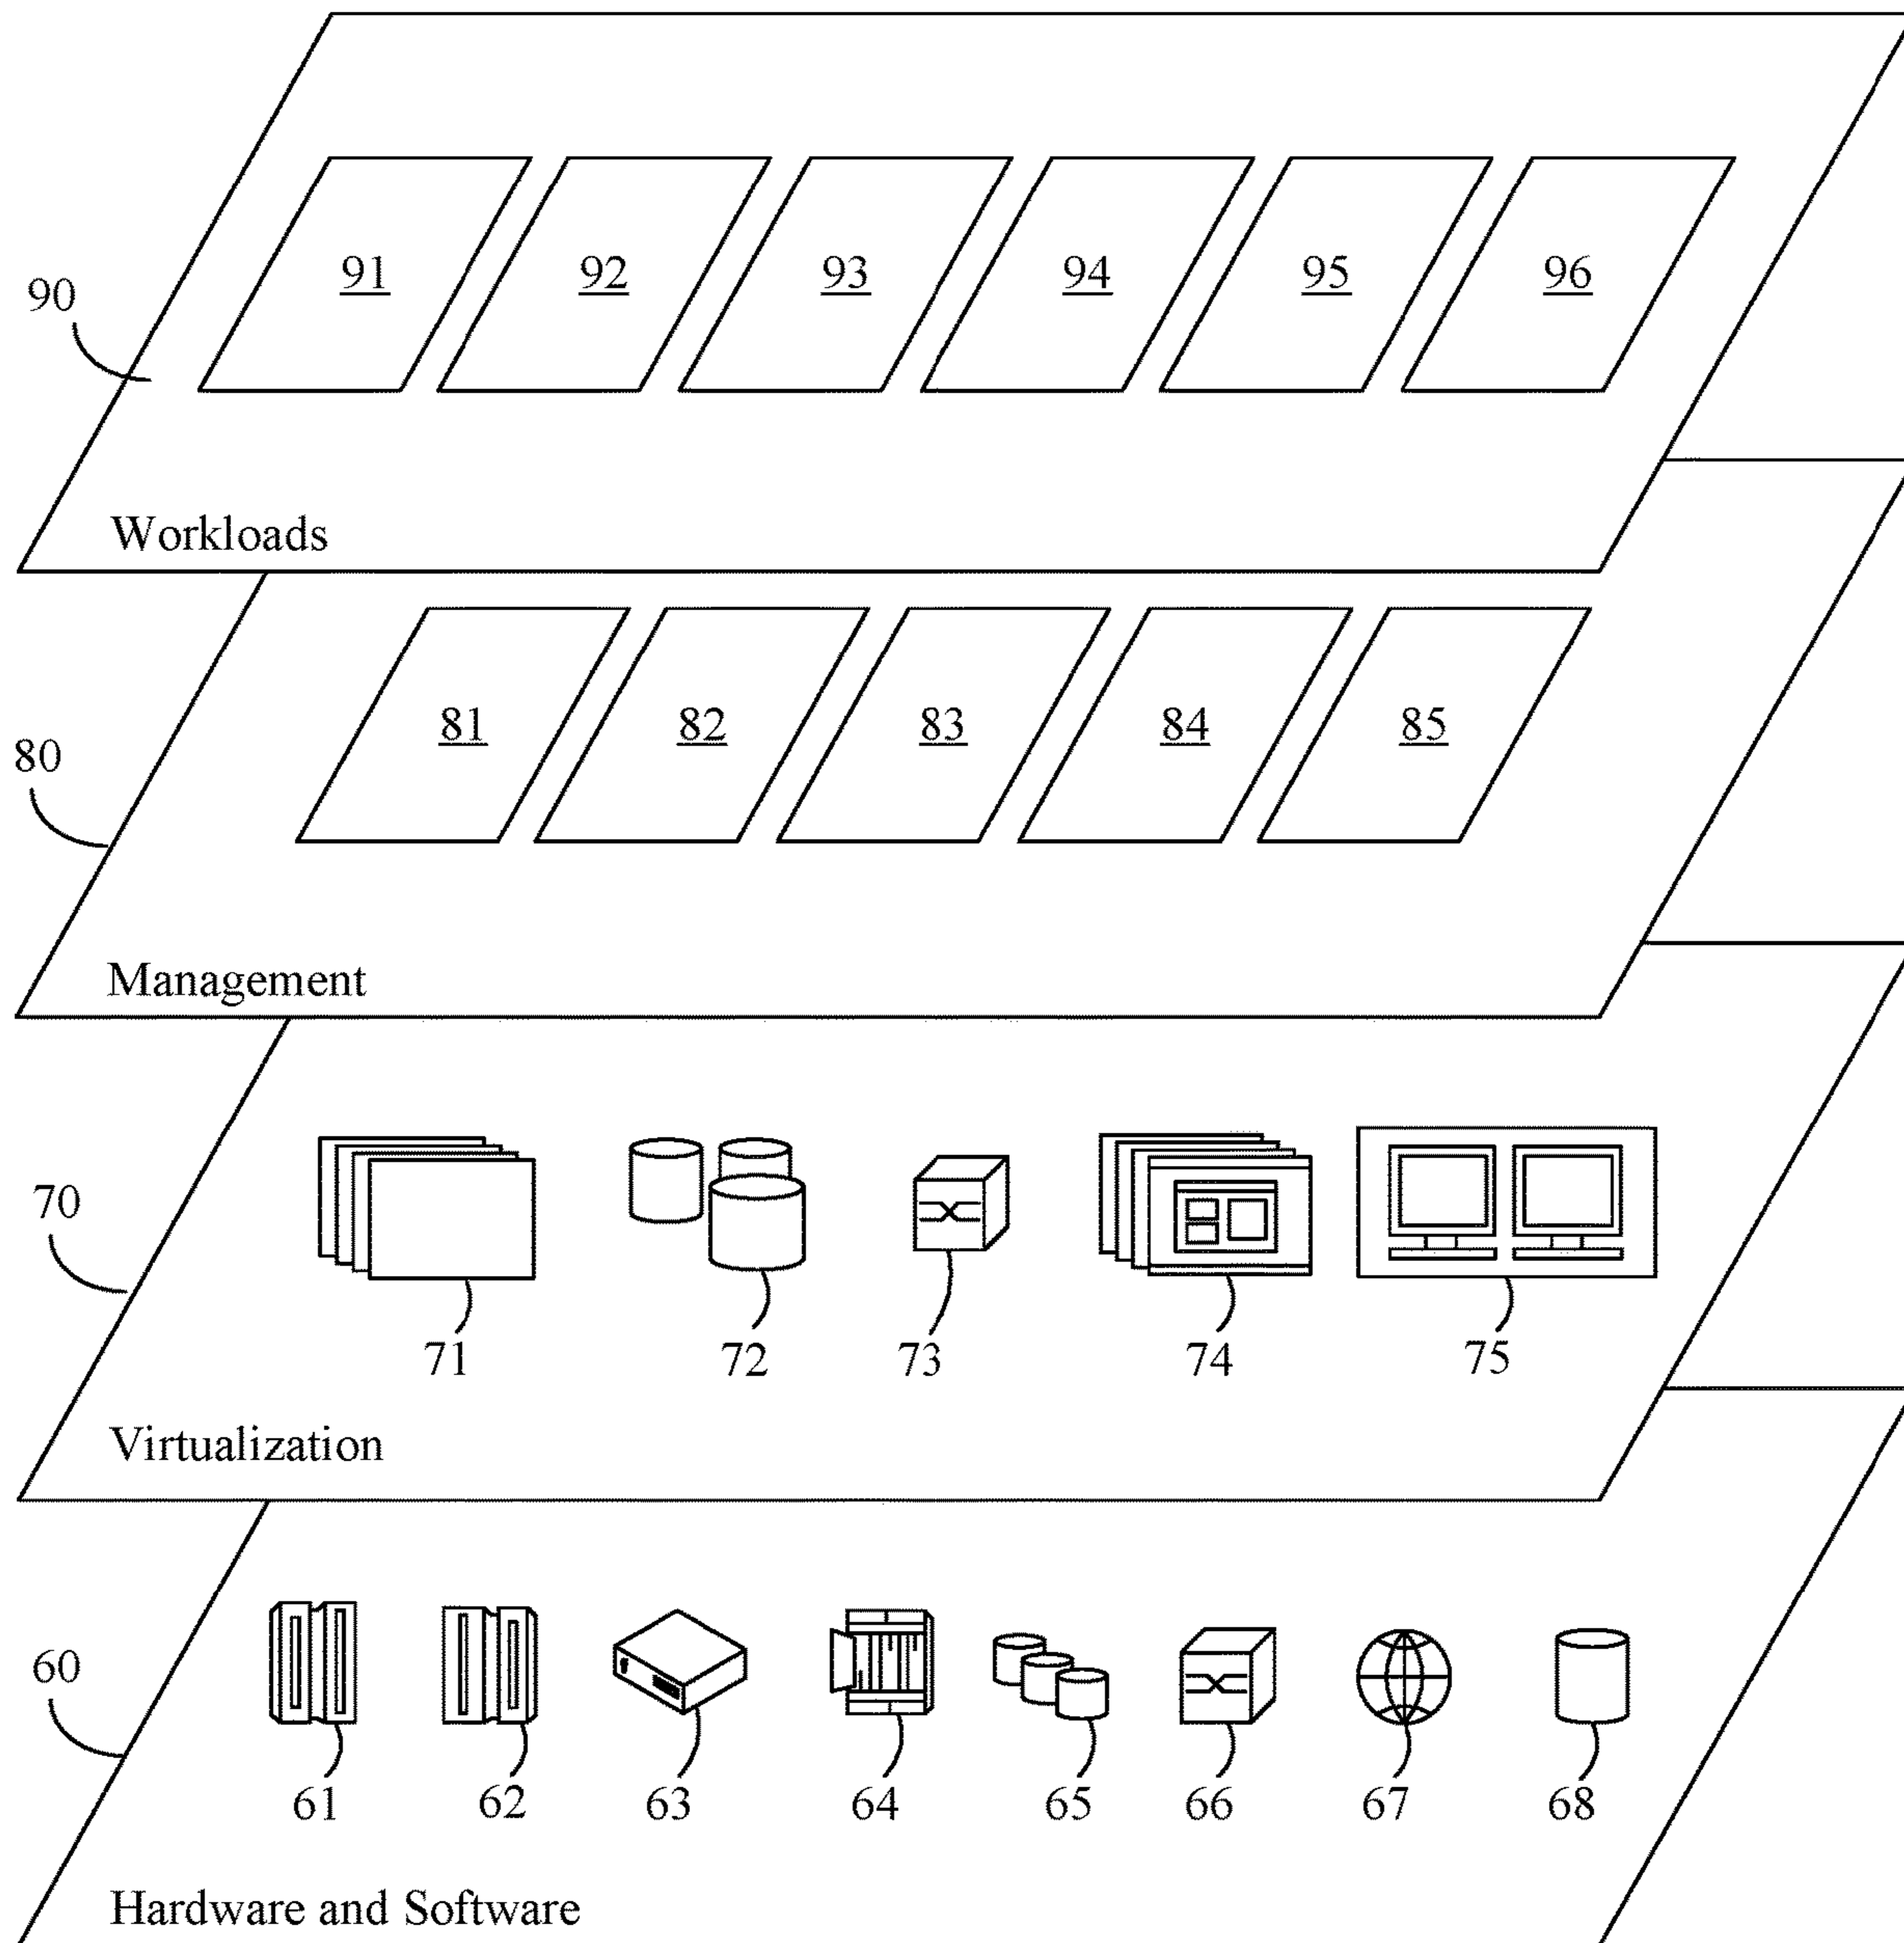 91 92 93 94 95 96
90
Workloads
81 82 83 84 85
80
Management
70
71 72 73 74 75
Virtualization
60
61 62 63 64 65 66 67 68
Hardware and Software